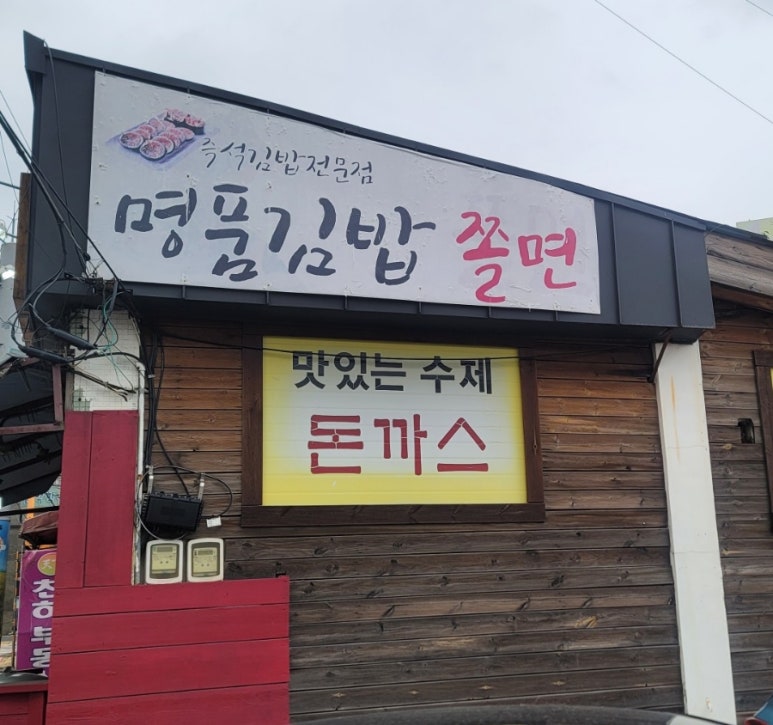 즉석김밥전문점
명품김밥 쫄면
맛있는 수제
돈까스